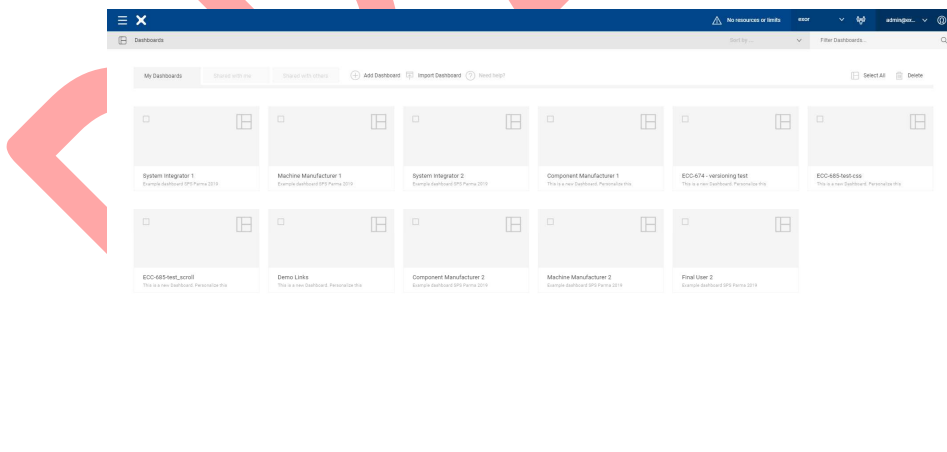 No resources or limits exor admin@ex...
Dashboards Sort by ... Filter Dashboards...
My Dashboards Shared with me Shared with others Add Dashboard Import Dashboard Need help? Select All Delete
System Integrator 1 Machine Manufacturer 1 System Integrator 2 Component Manufacturer 1 ECC-674 - versioning test ECC-685-test-css
Example dashboard SPS Parma 2019 Example dashboard SPS Parma 2019 Example dashboard SPS Parma 2019 This is a new Dashboard. Personalize this This is a new Dashboard. Personalize this This is a new Dashboard. Personalize this
ECC-685-test_scroll Demo Links Component Manufacturer 2 Machine Manufacturer 2 Final User 2
This is a new Dashboard. Personalize this This is a new Dashboard. Personalize this Example dashboard SPS Parma 2019 Example dashboard SPS Parma 2019 Example dashboard SPS Parma 2019